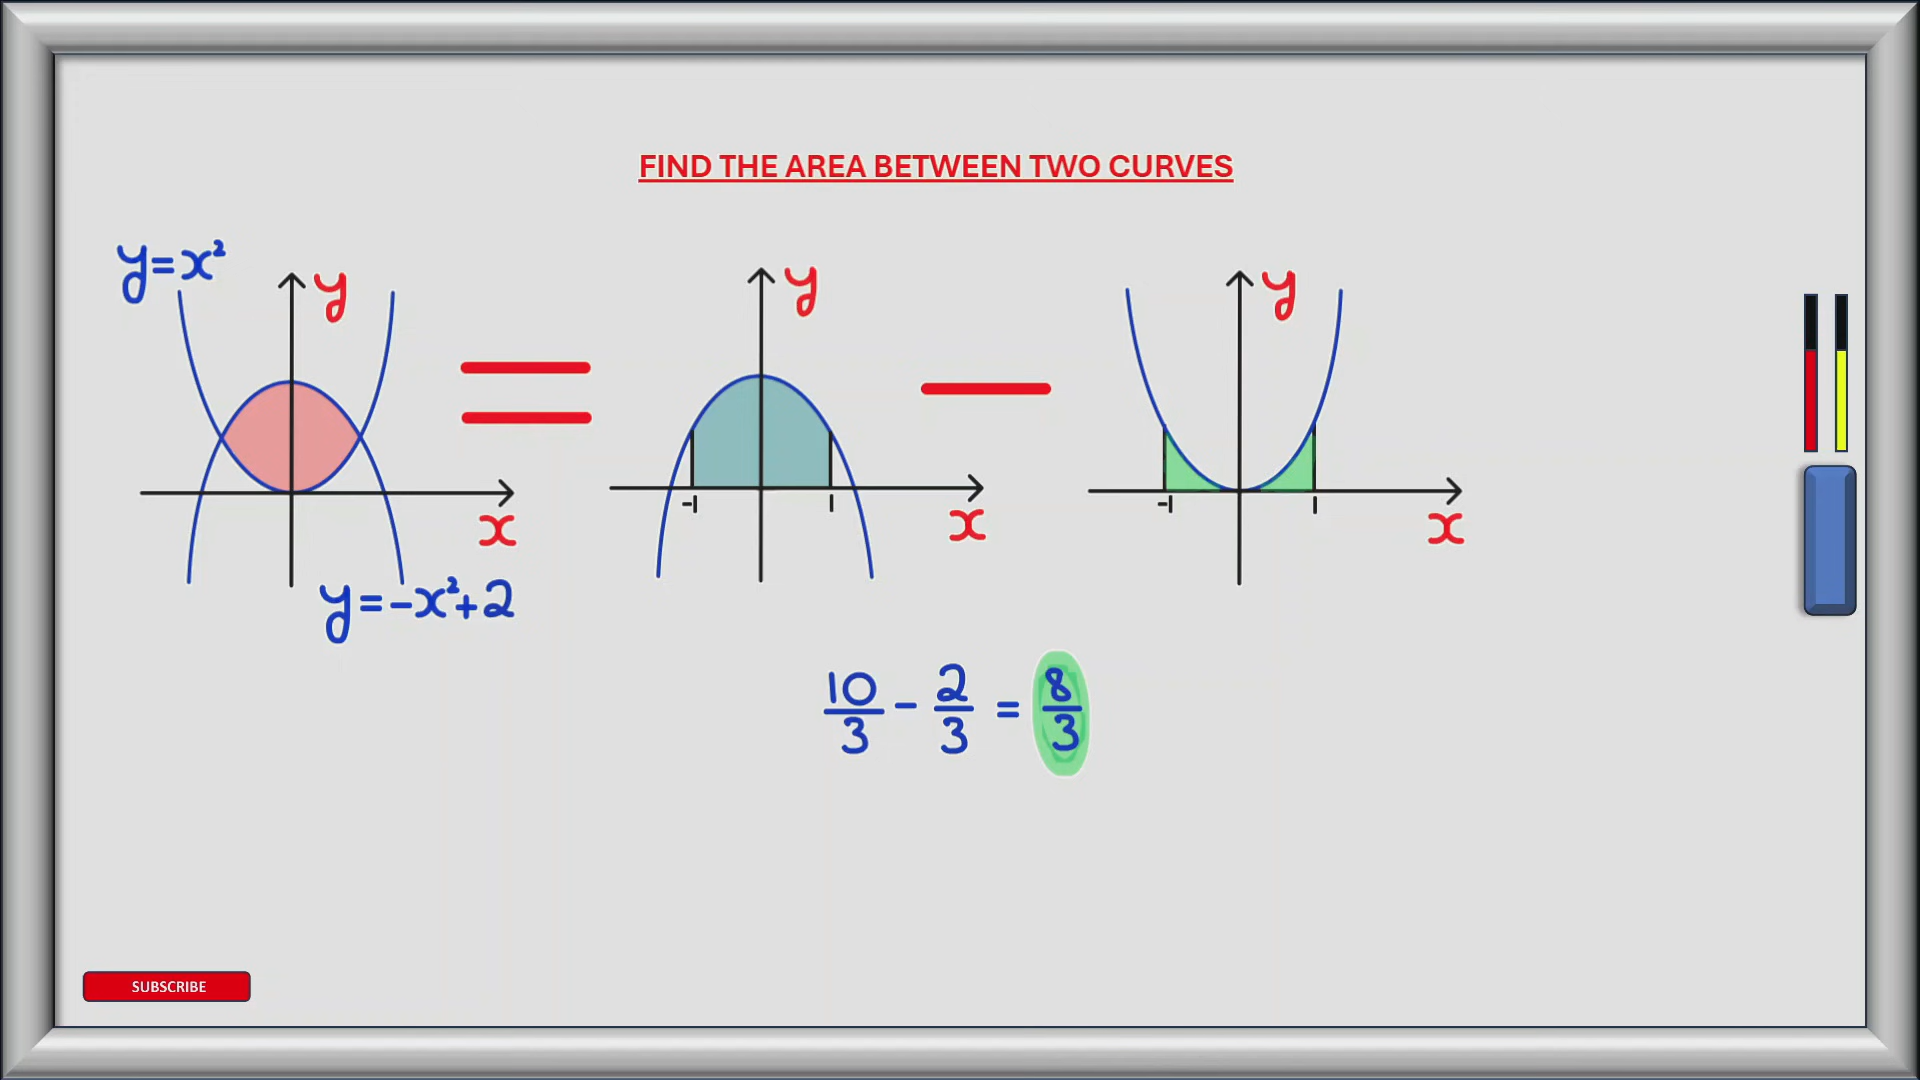 FIND THE AREA BETWEEN TWO CURVES
y=x²
y
y
y
-1
1
-1
1
x
x
x
y=-x²+2
10/3 - 2/3 = 8/3
SUBSCRIBE